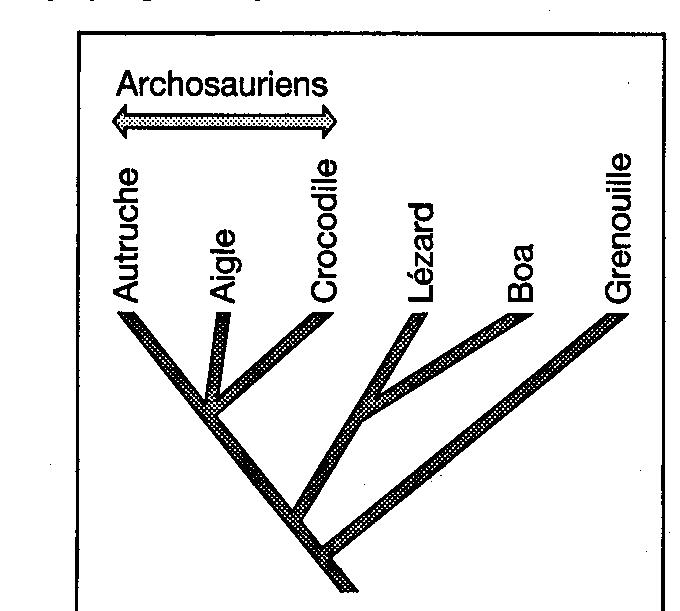 Archosauriens
Autruche
Aigle
Crocodile
Lézard
Boa
Grenouille